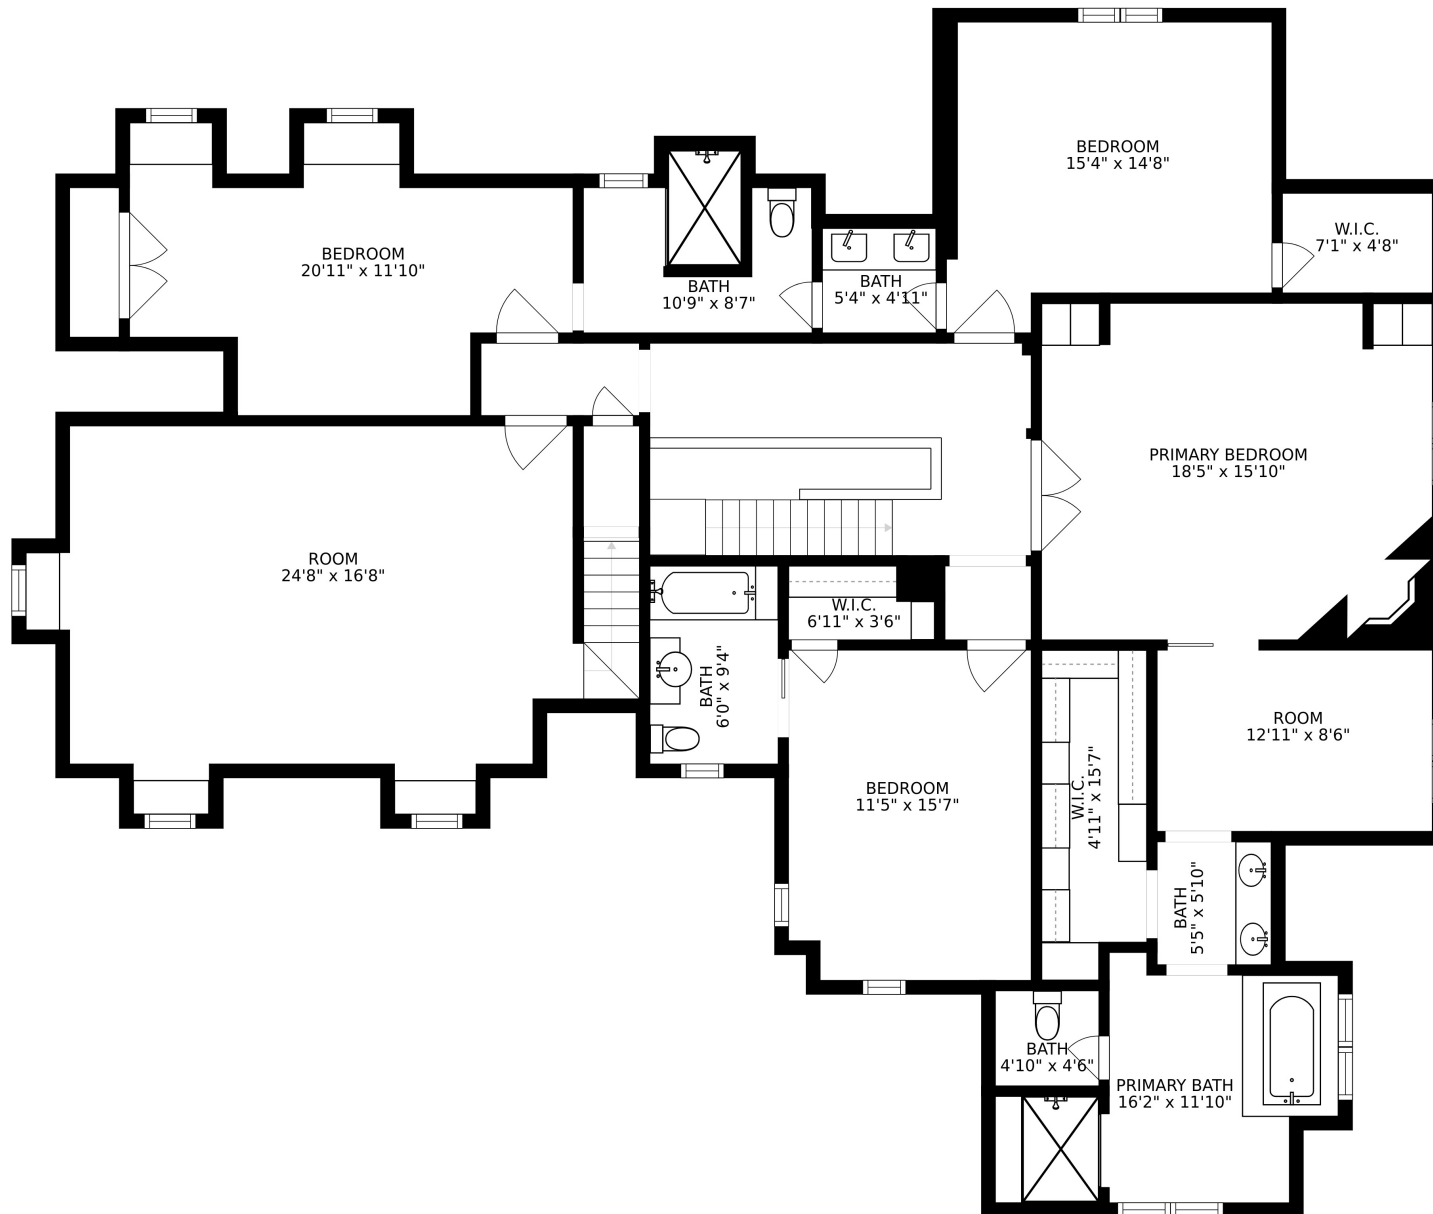 BEDROOM
15'4" x 14'8"
W.I.C.
7'1" x 4'8"
BEDROOM
20'11" x 11'10"
BATH
10'9" x 8'7"
BATH
5'4" x 4'11"
PRIMARY BEDROOM
18'5" x 15'10"
ROOM
24'8" x 16'8"
W.I.C.
6'11" x 3'6"
BATH
6'0" x 9'4"
ROOM
12'11" x 8'6"
BEDROOM
11'5" x 15'7"
W.I.C.
4'11" x 15'7"
BATH
5'5" x 5'10"
BATH
4'10" x 4'6"
PRIMARY BATH
16'2" x 11'10"